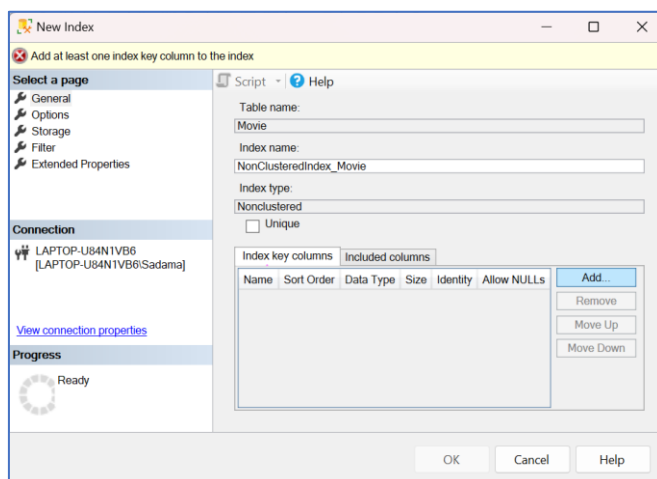 New Index
Add at least one index key column to the index
Select a page
General
Options
Storage
Filter
Extended Properties
Connection
LAPTOP-U84N1VB6
[LAPTOP-U84N1VB6\Sadama]
View connection properties
Progress
Ready
Script Help
Table name:
Movie
Index name:
NonClusteredIndex_Movie
Index type:
Nonclustered
Unique
Index key columns Included columns
Name Sort Order Data Type Size Identity Allow NULLs
Add...
Remove
Move Up
Move Down
OK Cancel Help